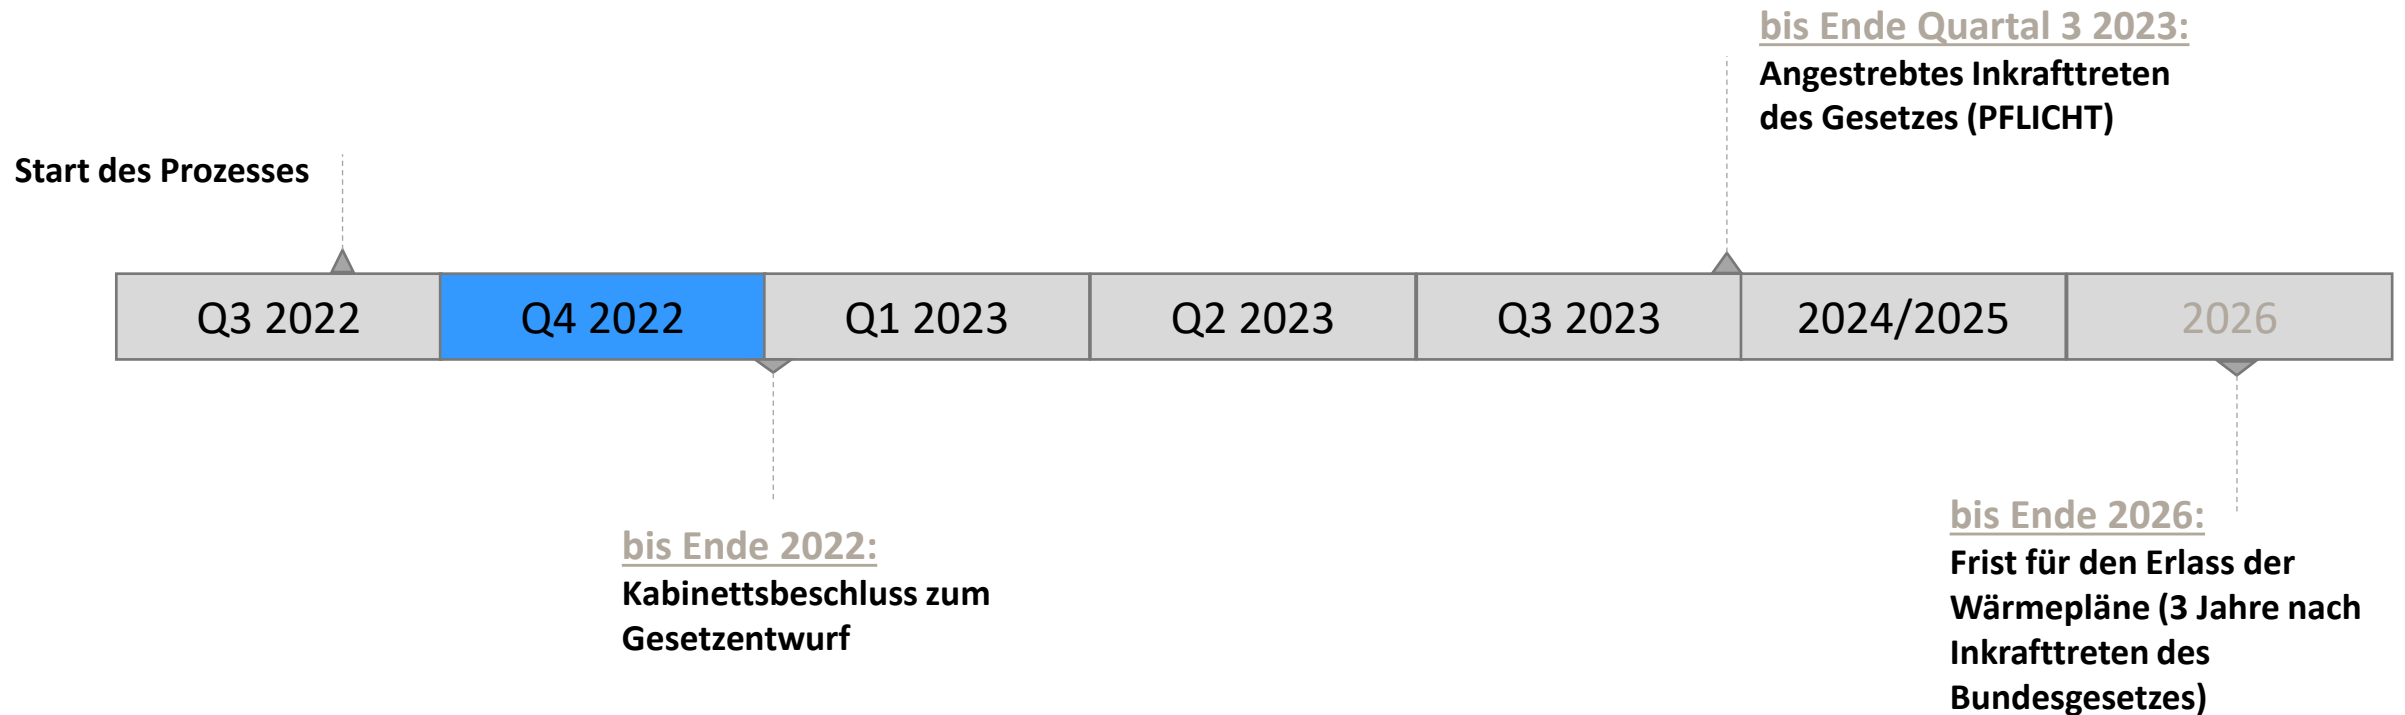 bis Ende Quartal 3 2023:
Angestrebtes Inkrafttreten
des Gesetzes (PFLICHT)
Start des Prozesses
Q3 2022
Q4 2022
Q1 2023
Q2 2023
Q3 2023
2024/2025
2026
bis Ende 2022:
Kabinettsbeschluss zum
Gesetzentwurf
bis Ende 2026:
Frist für den Erlass der
Wärmepläne (3 Jahre nach
Inkrafttreten des
Bundesgesetzes)